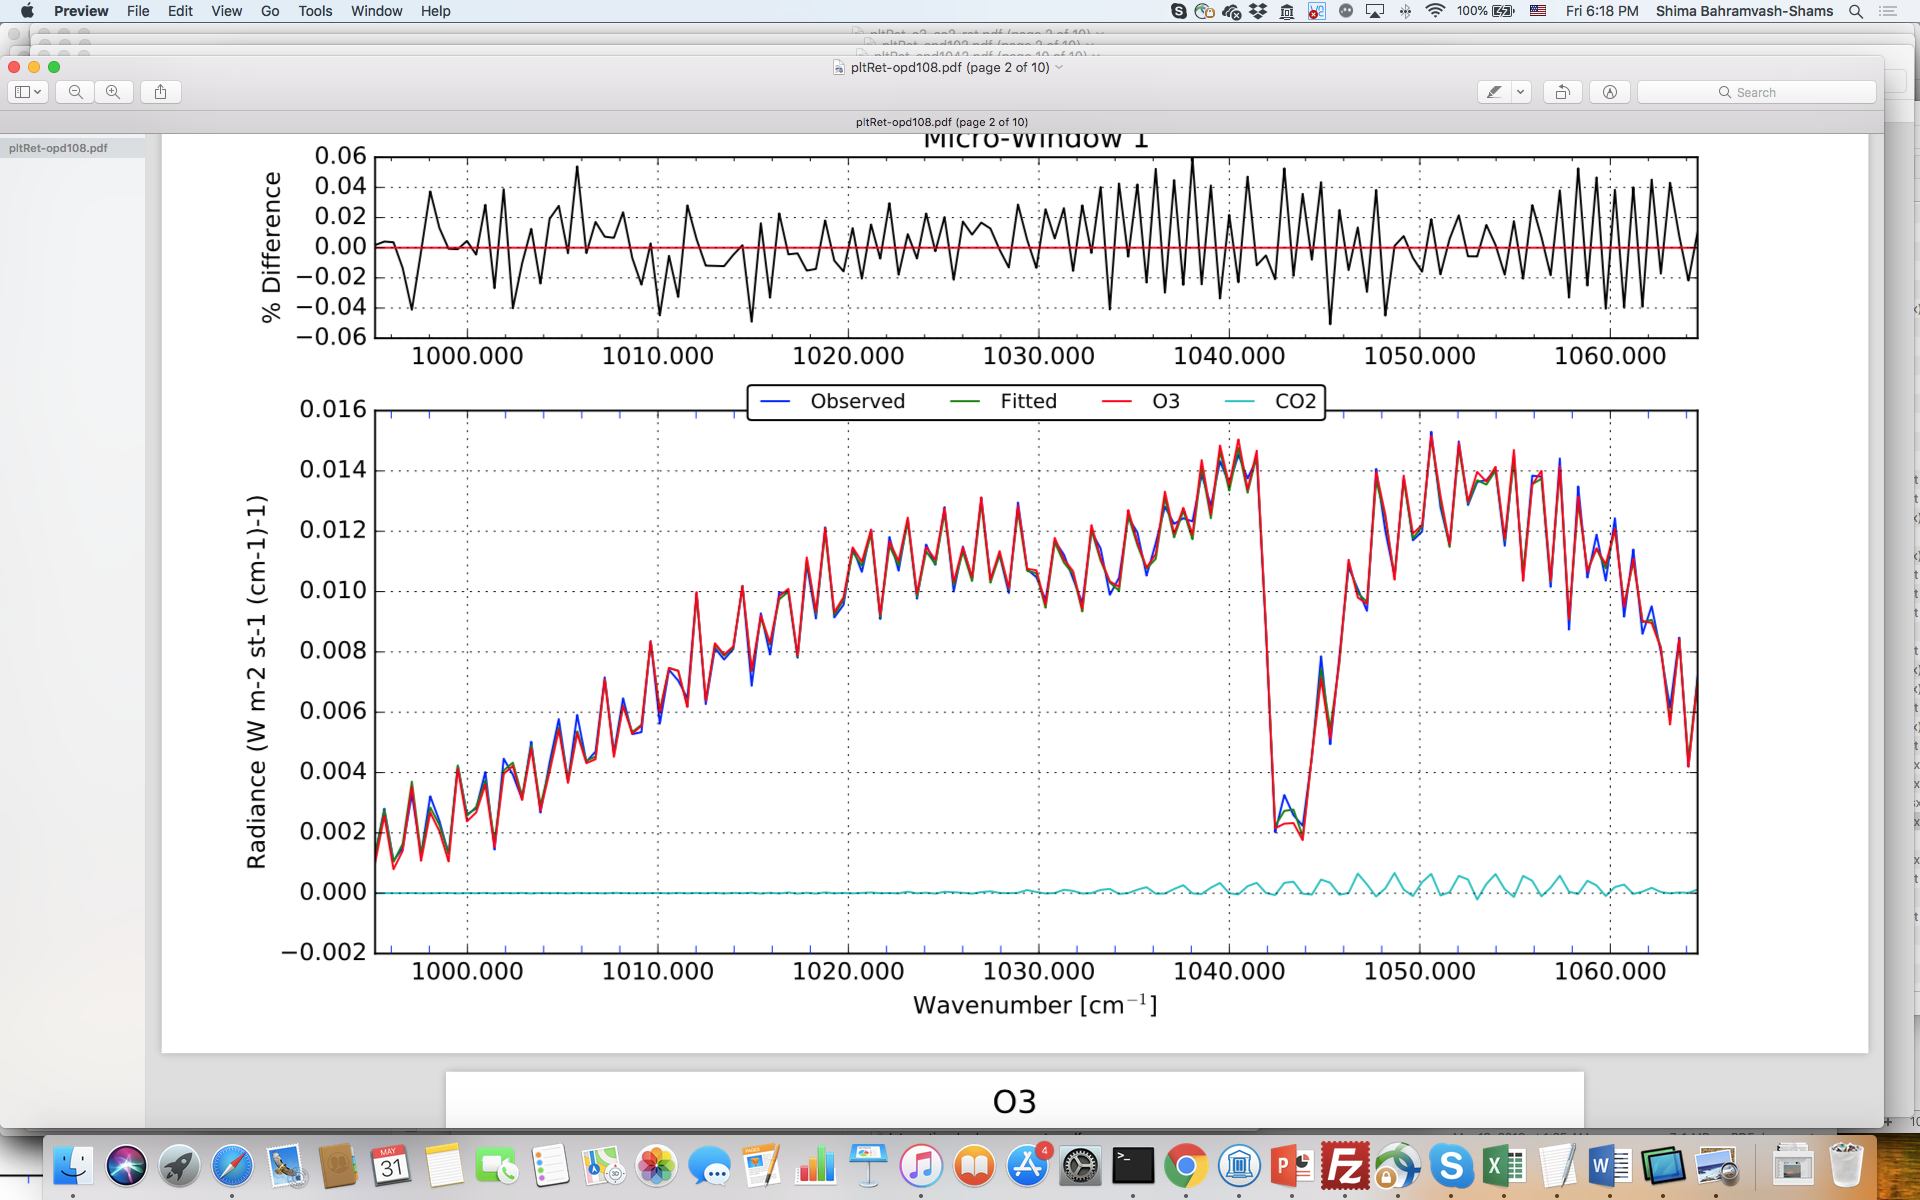 Preview File Edit View Go Tools Window Help 100% Fri 6:18 PM Shima Bahramvash-Shams
pltRet-opd108.pdf (page 2 of 10)
Search
pltRet-opd108.pdf (page 2 of 10)
pltRet-opd108.pdf
Micro-Window 1
% Difference
0.06
0.04
0.02
0.00
−0.02
−0.04
−0.06
1000.000 1010.000 1020.000 1030.000 1040.000 1050.000 1060.000
Observed Fitted O3 CO2
Radiance (W m-2 st-1 (cm-1)-1)
0.016
0.014
0.012
0.010
0.008
0.006
0.004
0.002
0.000
−0.002
1000.000 1010.000 1020.000 1030.000 1040.000 1050.000 1060.000
Wavenumber [cm⁻¹]
O3
MAY
31
4